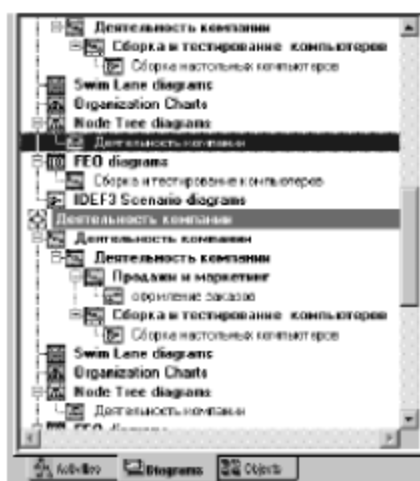 Деятельность компании
Сборка и тестирование компьютеров
Сборка настольных компьютеров
Swim Lane diagrams
Organization Charts
Node Tree diagrams
Деятельность компании
FEO diagrams
Сборка и тестирование компьютеров
IDEF3 Scenario diagrams
Деятельность компании
Деятельность компании
Деятельность компании
Продажи и маркетинг
оформление заказов
Сборка и тестирование компьютеров
Сборка настольных компьютеров
Swim Lane diagrams
Organization Charts
Node Tree diagrams
Деятельность компании
FEO diagrams
Activities Diagrams Objects